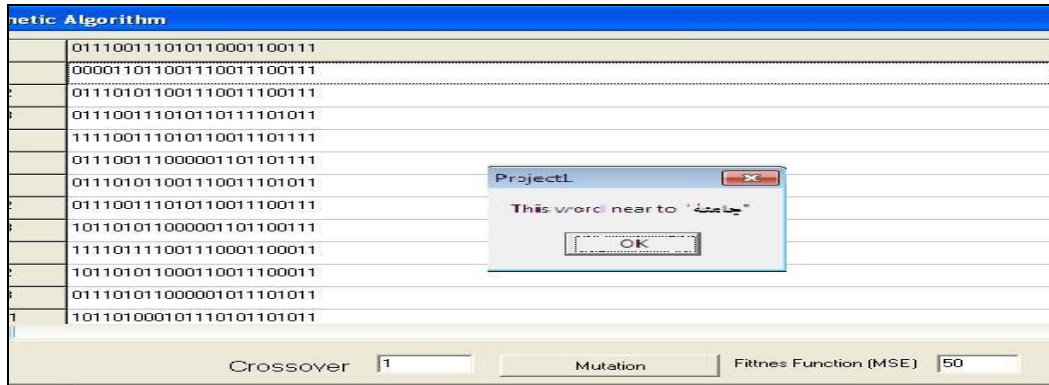 netic Algorithm
011100111010110001100111
000011011001110011100111
011101011001110011100111
011100111010110111101011
111100111010110011101111
011100111000001101101111
011101011001110011101011
011100111010110011100111
101101011000001101100111
111101111001110001100011
101101011000110011100011
011101011000001011101011
101101000101110101101011
Project1
This word near to "جامعة"
OK
Crossover 1 Mutation Fittnes Function (MSE) 50